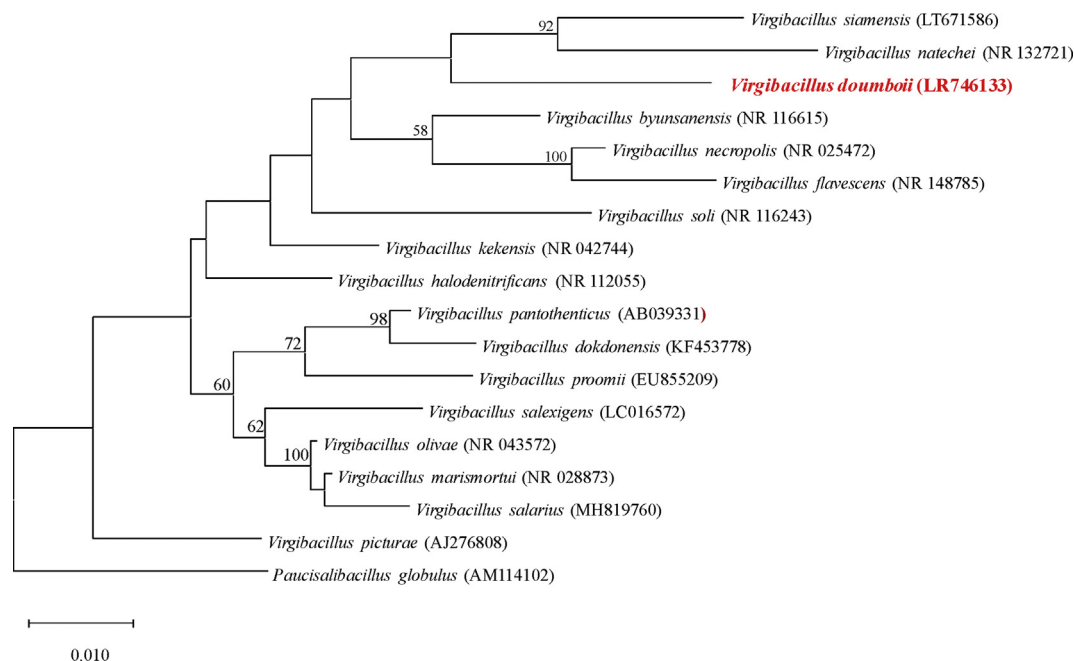 92
Virgibacillus siamensis (LT671586)
Virgibacillus natechei (NR 132721)
Virgibacillus doumboii (LR746133)
58
Virgibacillus byunsanensis (NR 116615)
100
Virgibacillus necropolis (NR 025472)
Virgibacillus flavescens (NR 148785)
Virgibacillus soli (NR 116243)
Virgibacillus kekensis (NR 042744)
Virgibacillus halodenitrificans (NR 112055)
98
Virgibacillus pantothenticus (AB039331)
72
Virgibacillus dokdonensis (KF453778)
Virgibacillus proomii (EU855209)
60
Virgibacillus salexigens (LC016572)
62
Virgibacillus olivae (NR 043572)
100
Virgibacillus marismortui (NR 028873)
Virgibacillus salarius (MH819760)
Virgibacillus picturae (AJ276808)
Paucisalibacillus globulus (AM114102)
0.010